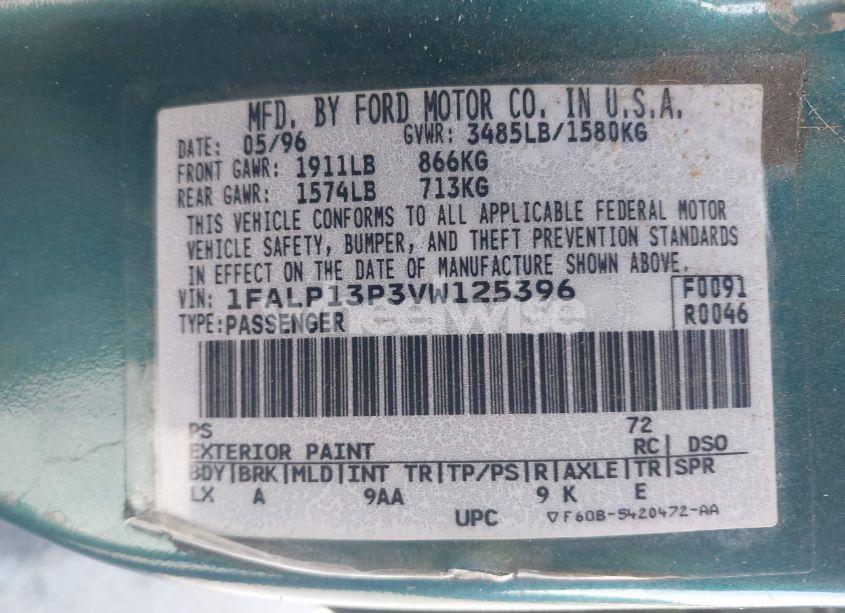 MFD. BY FORD MOTOR CO. IN U.S.A.
DATE: 05/96 GVWR: 3485LB/1580KG
FRONT GAWR: 1911LB 866KG
REAR GAWR: 1574LB 713KG
THIS VEHICLE CONFORMS TO ALL APPLICABLE FEDERAL MOTOR
VEHICLE SAFETY, BUMPER, AND THEFT PREVENTION STANDARDS
IN EFFECT ON THE DATE OF MANUFACTURE SHOWN ABOVE.
VIN: 1FALP13P3VW125396 F0091
TYPE: PASSENGER R0046
PS 72
EXTERIOR PAINT RC| DSO
BDY|BRK|MLD|INT TR|TP/PS|R|AXLE|TR|SPR
LX A 9AA 9 K E
UPC ▽F60B-5420472-AA